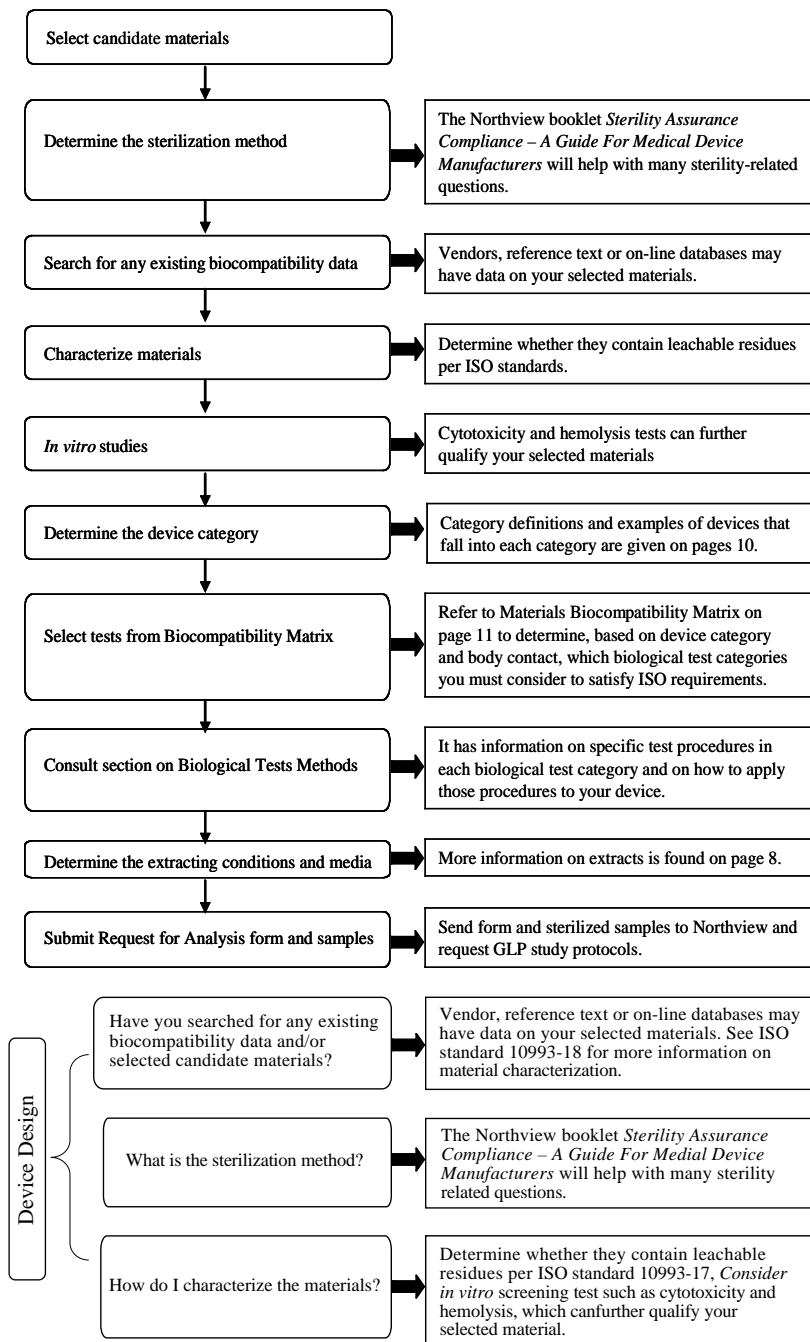 Select candidate materials
Determine the sterilization method
The Northview booklet Sterility Assurance
Compliance – A Guide For Medical Device
Manufacturers will help with many sterility-related
questions.
Search for any existing biocompatibility data
Vendors, reference text or on-line databases may
have data on your selected materials.
Characterize materials
Determine whether they contain leachable residues
per ISO standards.
In vitro studies
Cytotoxicity and hemolysis tests can further
qualify your selected materials
Determine the device category
Category definitions and examples of devices that
fall into each category are given on pages 10.
Select tests from Biocompatibility Matrix
Refer to Materials Biocompatibility Matrix on
page 11 to determine, based on device category
and body contact, which biological test categories
you must consider to satisfy ISO requirements.
Consult section on Biological Tests Methods
It has information on specific test procedures in
each biological test category and on how to apply
those procedures to your device.
Determine the extracting conditions and media
More information on extracts is found on page 8.
Submit Request for Analysis form and samples
Send form and sterilized samples to Northview and
request GLP study protocols.
Device Design
Have you searched for any existing
biocompatibility data and/or
selected candidate materials?
Vendor, reference text or on-line databases may
have data on your selected materials. See ISO
standard 10993-18 for more information on
material characterization.
What is the sterilization method?
The Northview booklet Sterility Assurance
Compliance – A Guide For Medial Device
Manufacturers will help with many sterility
related questions.
How do I characterize the materials?
Determine whether they contain leachable
residues per ISO standard 10993-17, Consider
in vitro screening test such as cytotoxicity and
hemolysis, which canfurther qualify your
selected material.